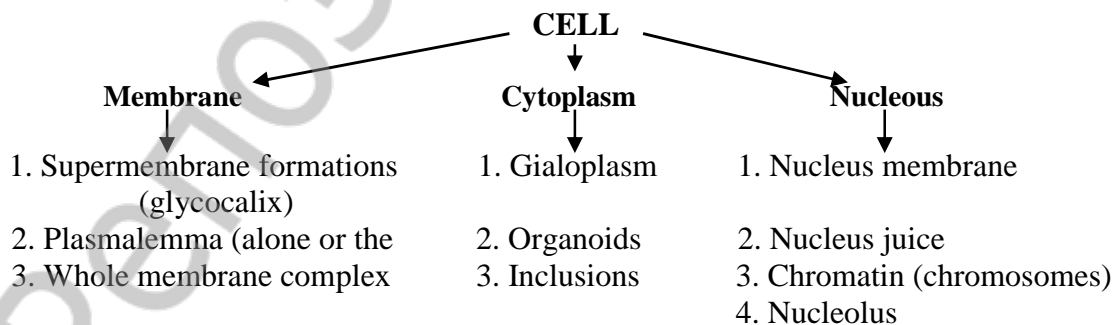 CELL
Membrane
Cytoplasm
Nucleous
1. Supermembrane formations
(glycocalix)
2. Plasmalemma (alone or the
3. Whole membrane complex
1. Gialoplasm
2. Organoids
3. Inclusions
1. Nucleus membrane
2. Nucleus juice
3. Chromatin (chromosomes)
4. Nucleolus